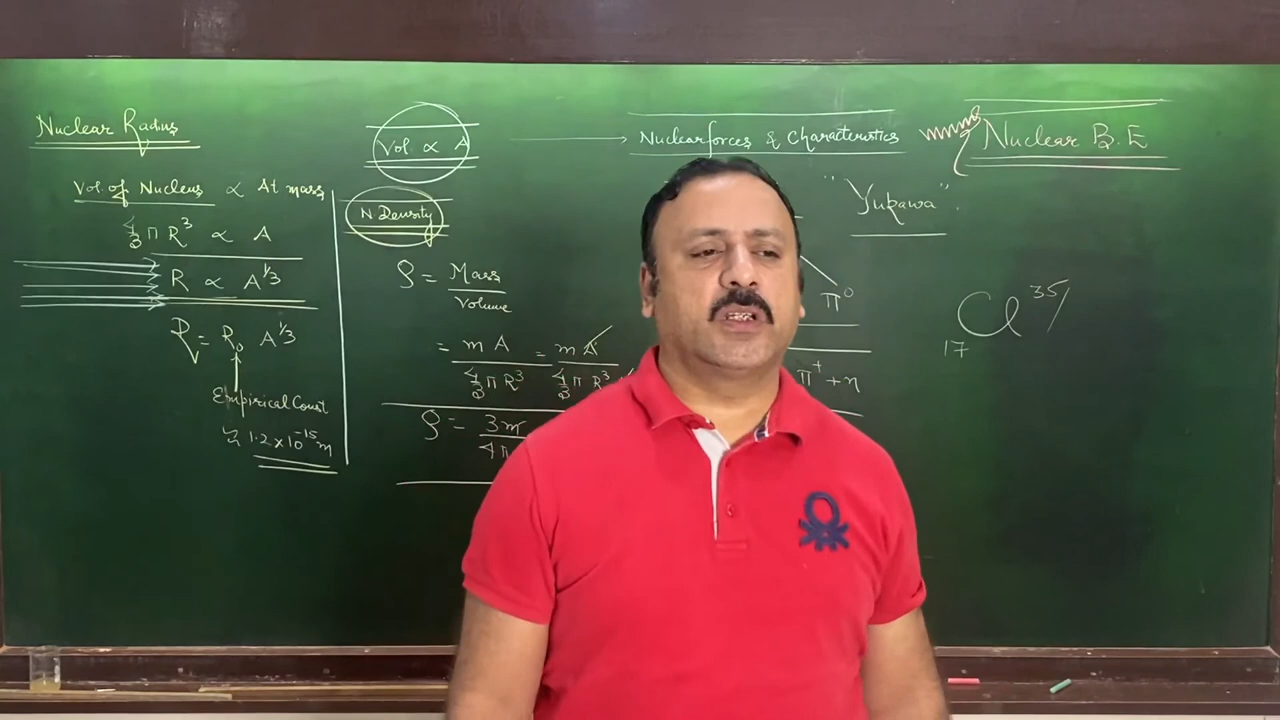 Nuclear Radius
Vol. of Nucleus ∝ At mass
4/3 π R³ ∝ A
R ∝ A^1/3
R = R₀ A^1/3
Empirical Const
1.2 x 10⁻¹⁵ m
Vol ∝ A
N Density
ρ = Mass / Volume
= m A / 4/3 π R³ = m A / 4/3 π R³
ρ = 3m / 4π
Nuclear forces & Characteristics
"Yukawa".
π⁰
π⁺ + n
Nuclear B.E
₁₇Cl³⁵